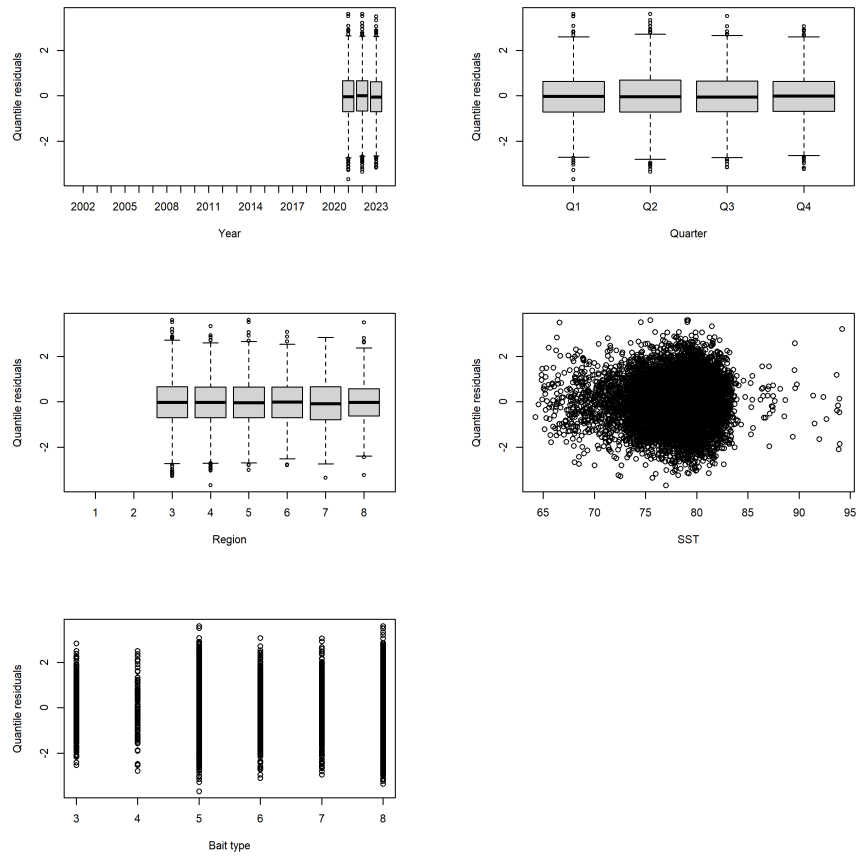 Quantile residuals
2
0
-2
2002 2005 2008 2011 2014 2017 2020 2023
Year
Quantile residuals
2
0
-2
Q1 Q2 Q3 Q4
Quarter
Quantile residuals
2
0
-2
1 2 3 4 5 6 7 8
Region
Quantile residuals
2
0
-2
65 70 75 80 85 90 95
SST
Quantile residuals
2
0
-2
3 4 5 6 7 8
Bait type